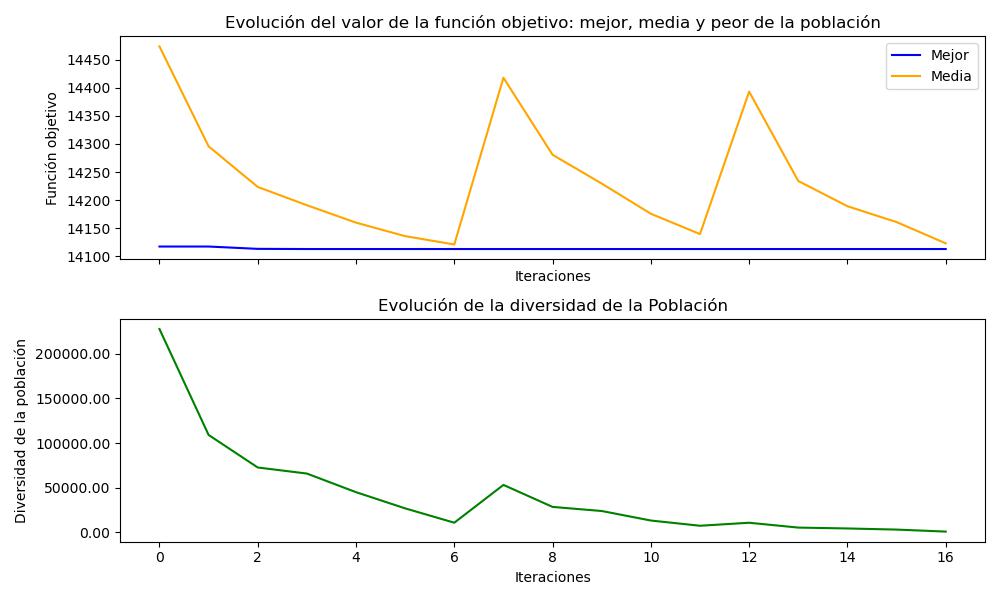 Evolución del valor de la función objetivo: mejor, media y peor de la población
Mejor
Media
Función objetivo
14450
14400
14350
14300
14250
14200
14150
14100
Iteraciones
Evolución de la diversidad de la Población
Diversidad de la población
200000.00
150000.00
100000.00
50000.00
0.00
0 2 4 6 8 10 12 14 16
Iteraciones